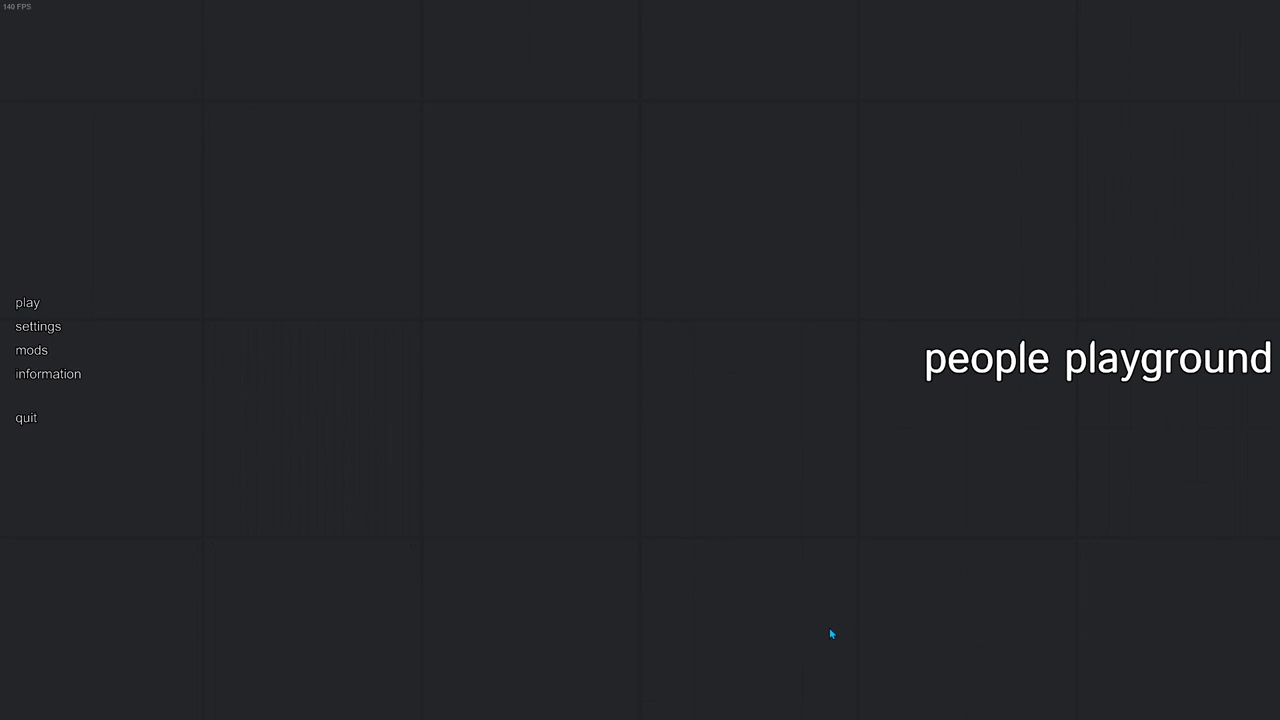 140 FPS
play
settings
mods
information
quit
people playground